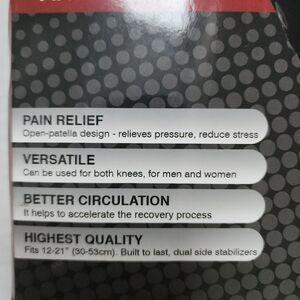 PAIN RELIEF
Open-patella design - relieves pressure, reduce stress
VERSATILE
Can be used for both knees, for men and women
BETTER CIRCULATION
It helps to accelerate the recovery process
HIGHEST QUALITY
Fits 12-21" (30-53cm). Built to last, dual side stabilizers